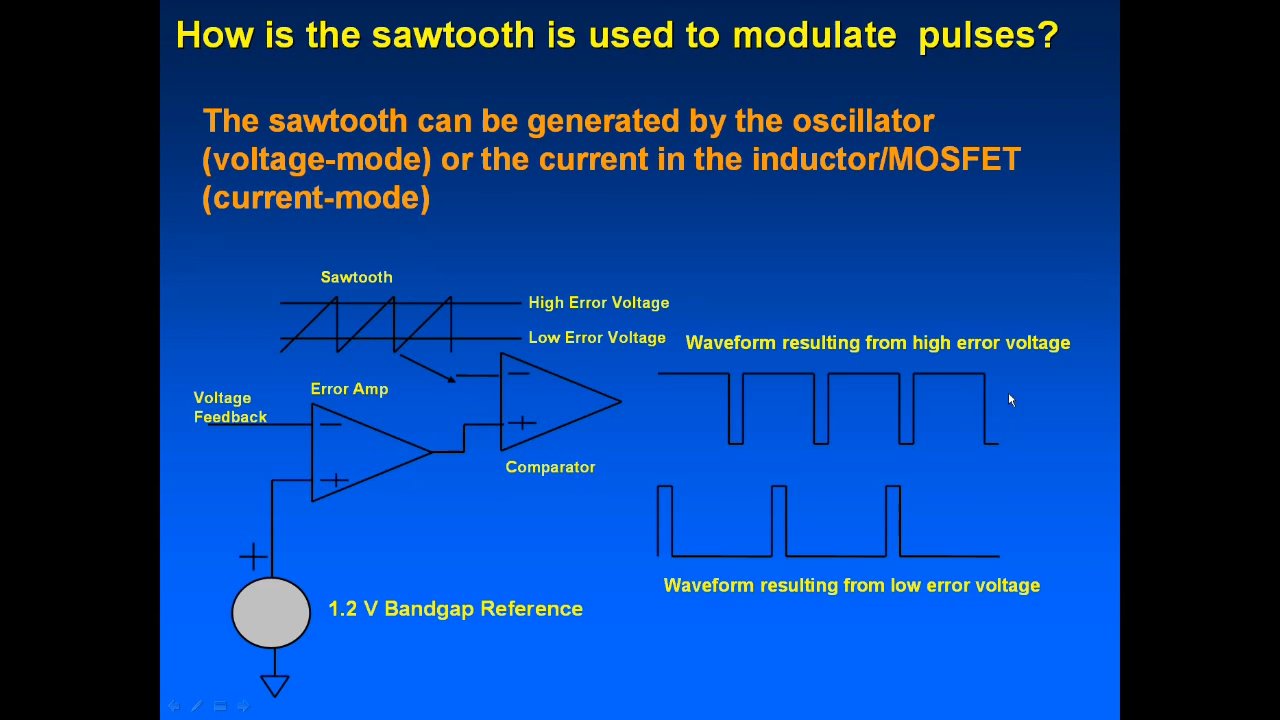 How is the sawtooth is used to modulate pulses?
The sawtooth can be generated by the oscillator
(voltage-mode) or the current in the inductor/MOSFET
(current-mode)
Sawtooth
High Error Voltage
Low Error Voltage
Waveform resulting from high error voltage
Error Amp
Voltage
Feedback
−
+
−
+
Comparator
+
Waveform resulting from low error voltage
1.2 V Bandgap Reference